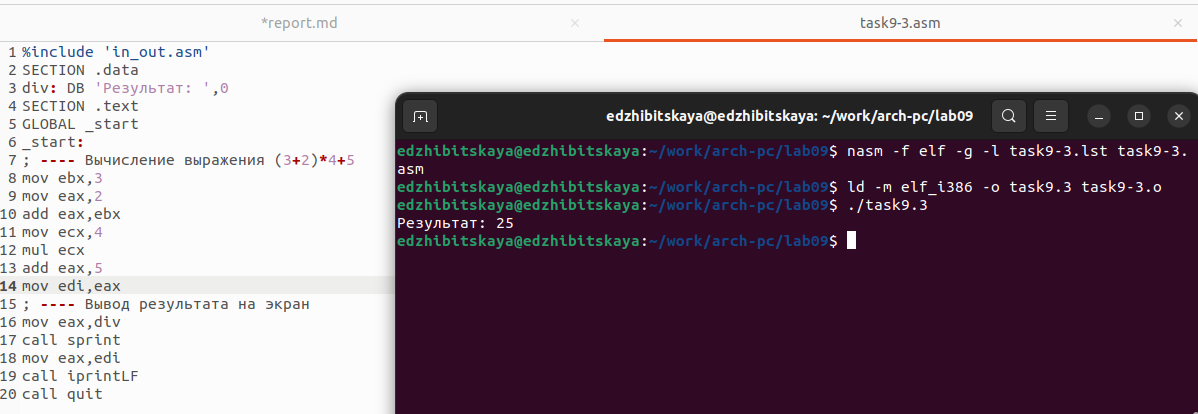 *report.md
task9-3.asm
1 %include 'in_out.asm'
2 SECTION .data
3 div: DB 'Результат: ',0
4 SECTION .text
5 GLOBAL _start
6 _start:
7 ; ---- Вычисление выражения (3+2)*4+5
8 mov ebx,3
9 mov eax,2
10 add eax,ebx
11 mov ecx,4
12 mul ecx
13 add eax,5
14 mov edi,eax
15 ; ---- Вывод результата на экран
16 mov eax,div
17 call sprint
18 mov eax,edi
19 call iprintLF
20 call quit
edzhibitskaya@edzhibitskaya: ~/work/arch-pc/lab09
edzhibitskaya@edzhibitskaya:~/work/arch-pc/lab09$ nasm -f elf -g -l task9-3.lst task9-3.
asm
edzhibitskaya@edzhibitskaya:~/work/arch-pc/lab09$ ld -m elf_i386 -o task9.3 task9-3.o
edzhibitskaya@edzhibitskaya:~/work/arch-pc/lab09$ ./task9.3
Результат: 25
edzhibitskaya@edzhibitskaya:~/work/arch-pc/lab09$